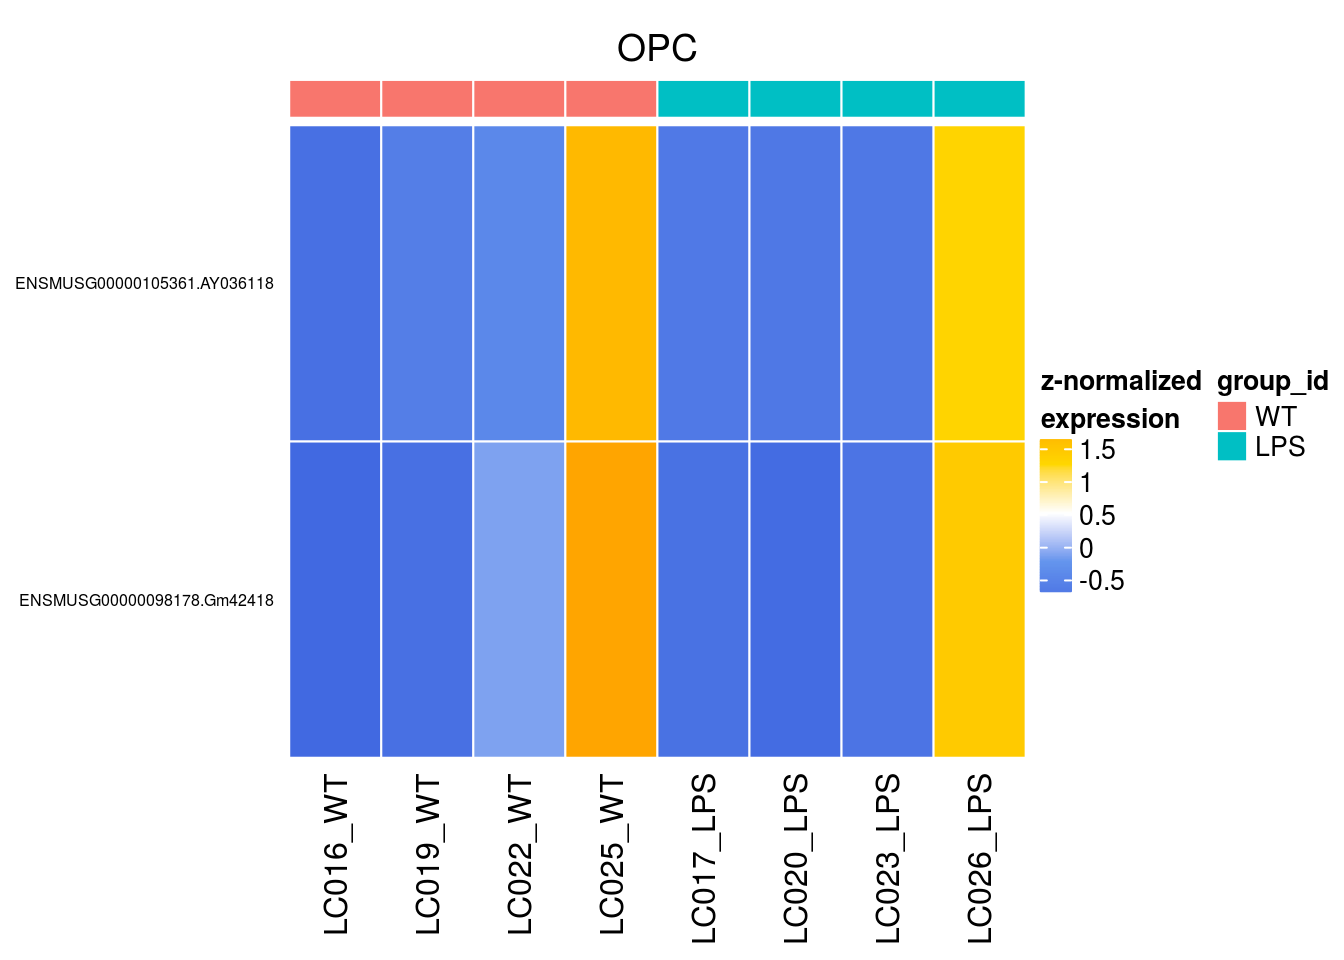 OPC
ENSMUSG00000105361.AY036118
ENSMUSG00000098178.Gm42418
LC016_WT
LC019_WT
LC022_WT
LC025_WT
LC017_LPS
LC020_LPS
LC023_LPS
LC026_LPS
z-normalized
expression
1.5
1
0.5
0
-0.5
group_id
WT
LPS